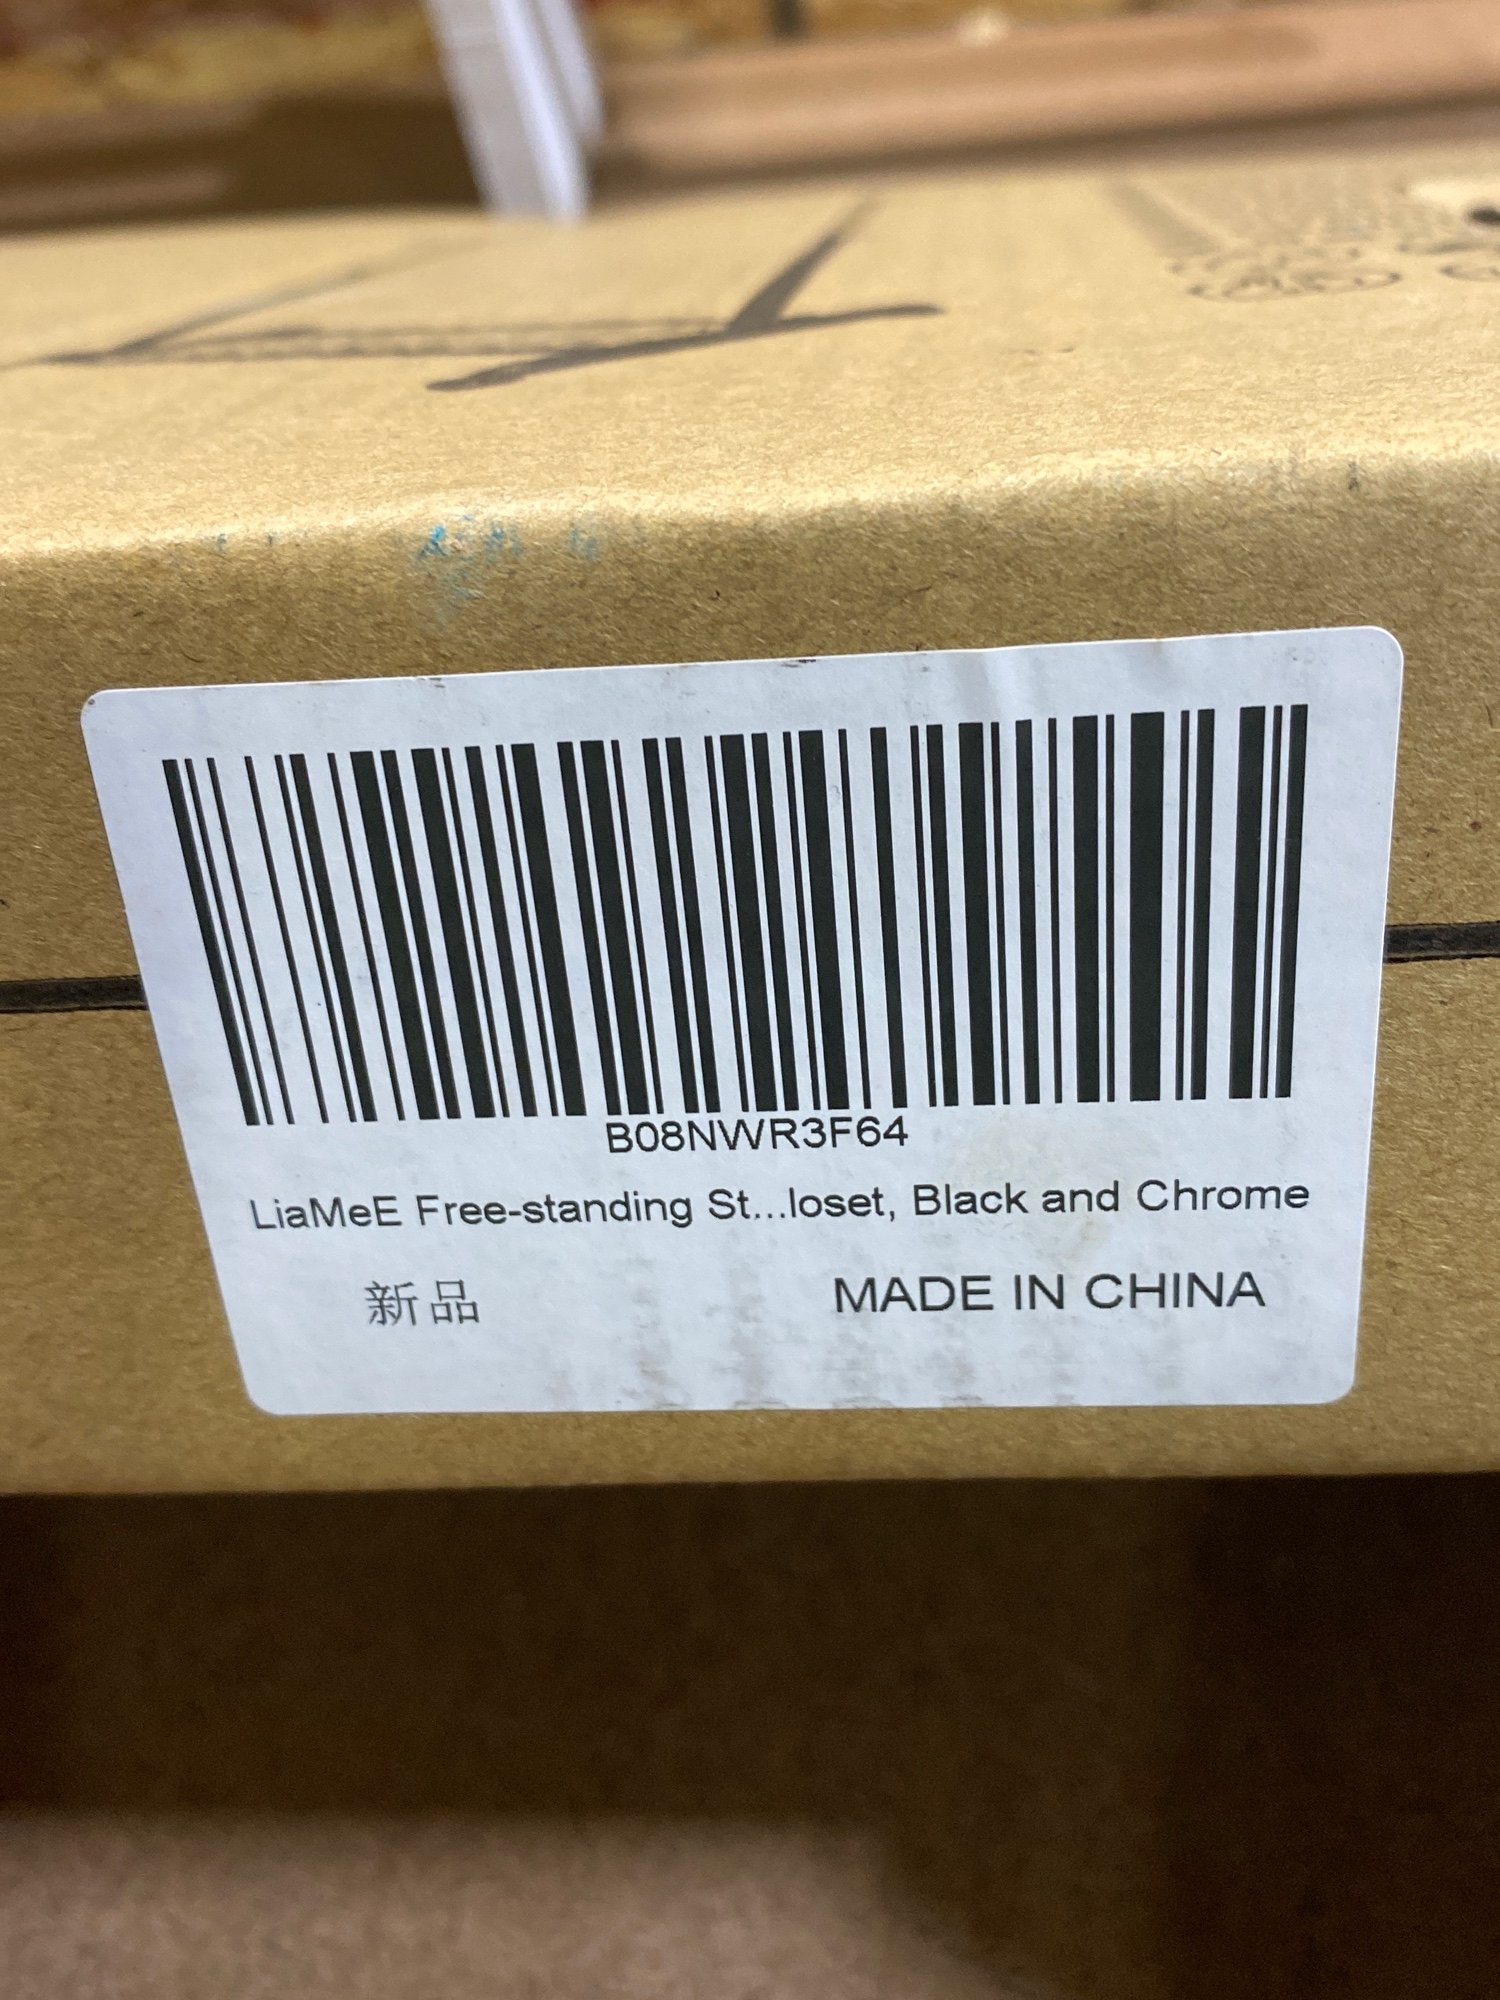 B08NWR3F64
LiaMeE Free-standing St...loset, Black and Chrome
新品 MADE IN CHINA